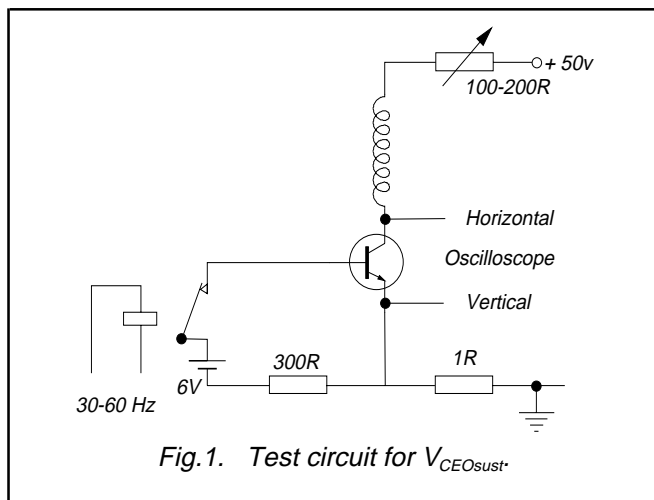 + 50v
100-200R
Horizontal
Oscilloscope
Vertical
300R
1R
6V
30-60 Hz
Fig.1. Test circuit for VCEOsust.